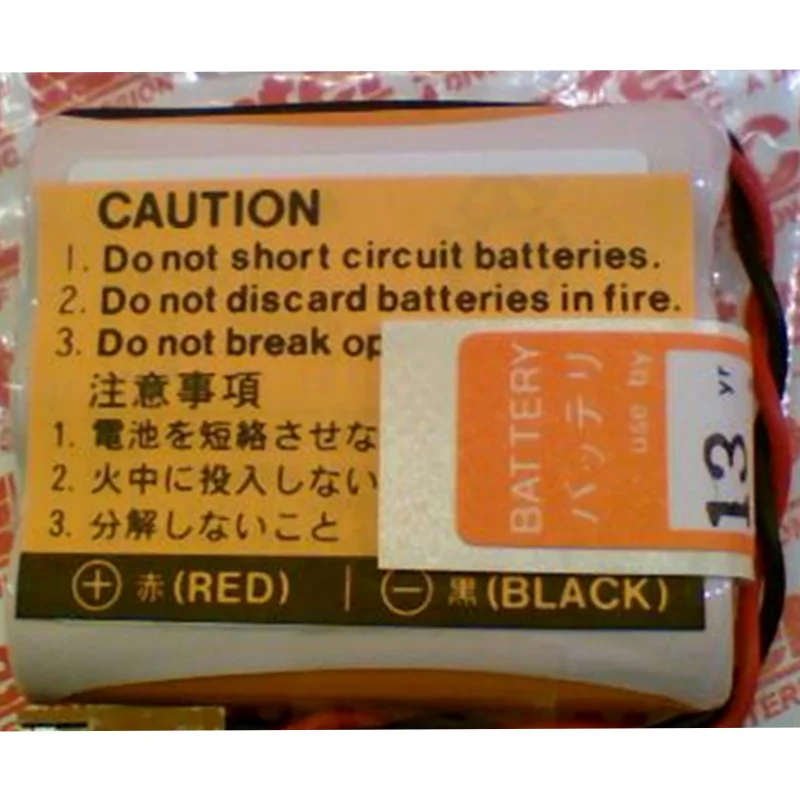 CAUTION
1. Do not short circuit batteries.
2. Do not discard batteries in fire.
3. Do not break op
注意事項
1. 電池を短絡させな
2. 火中に投入しない
3. 分解しないこと
⊕ 赤 (RED) | ⊖ 黒 (BLACK)
BATTERY
バッテリ
use by
13 yr